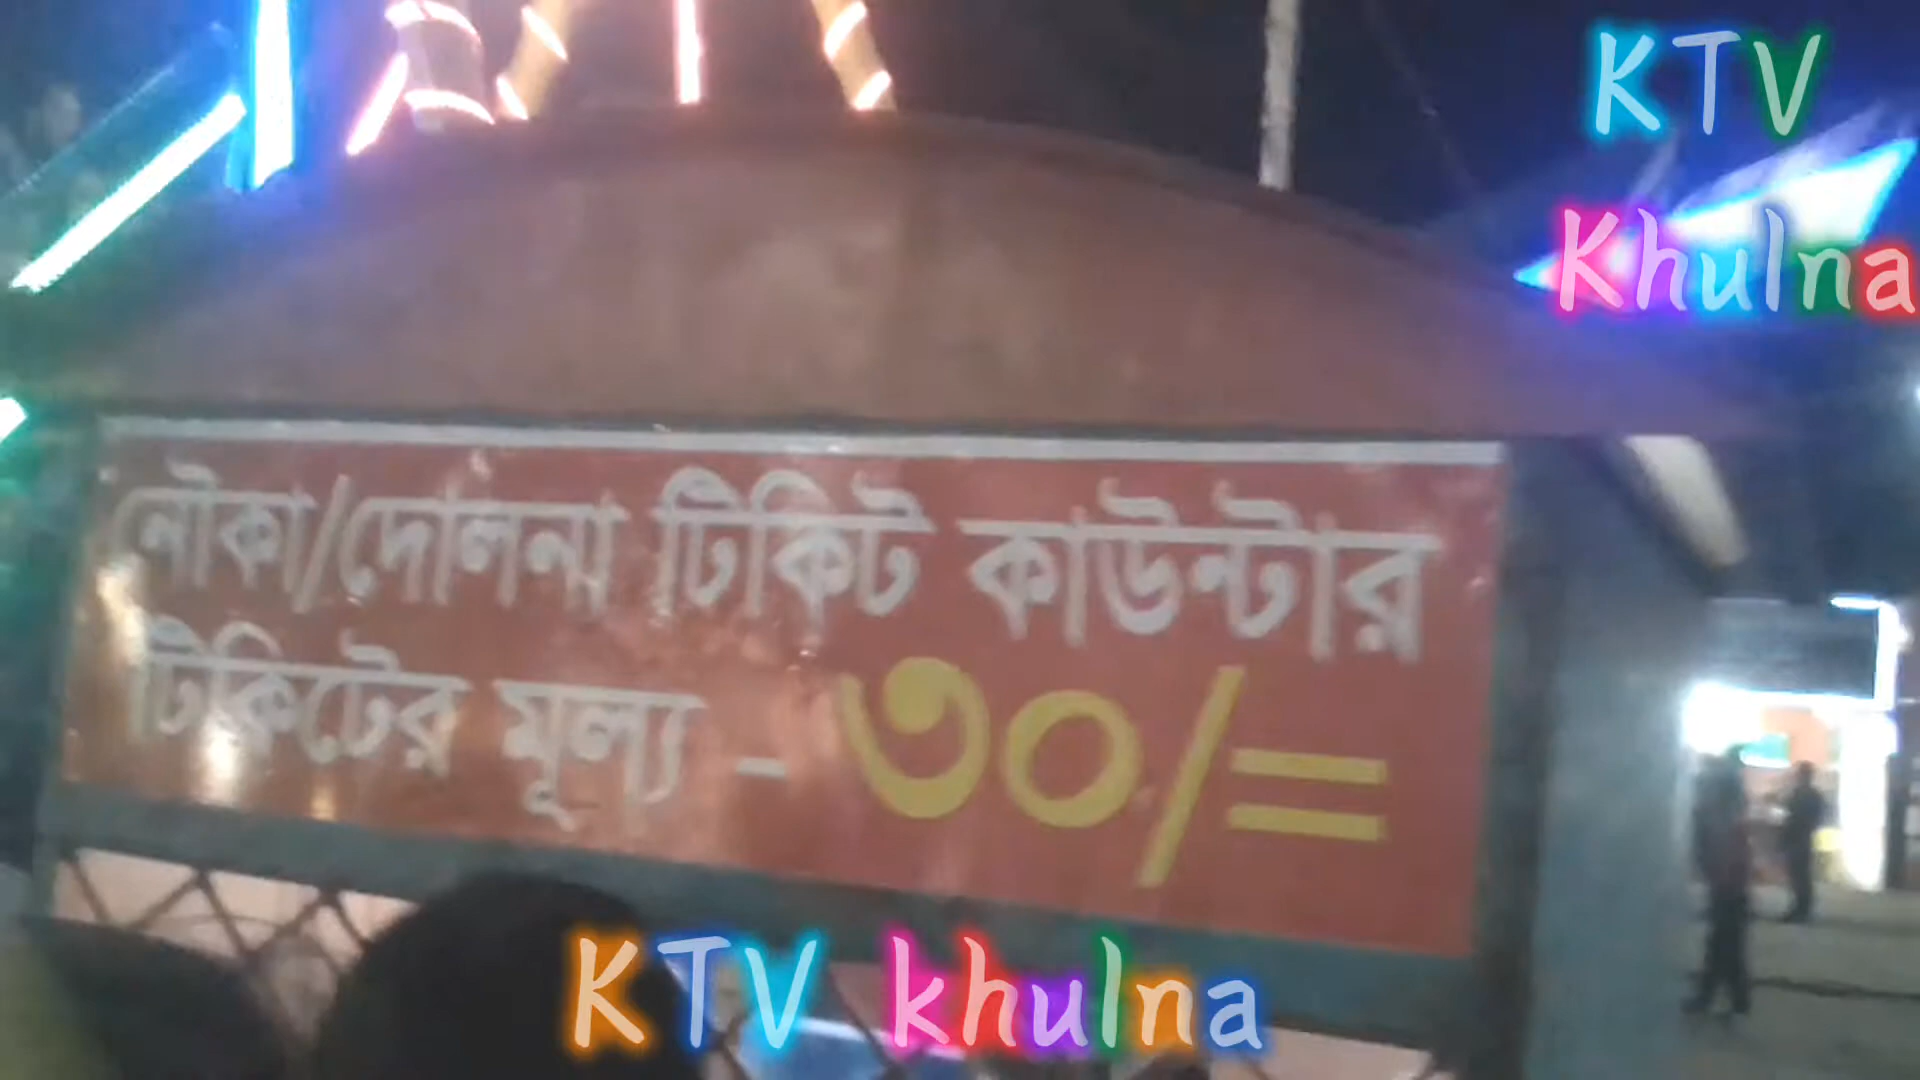 KTV
Khulna
নৌকা/দোলনা টিকিট কাউন্টার
টিকিটের মূল্য - ৩০/=
KTV khulna